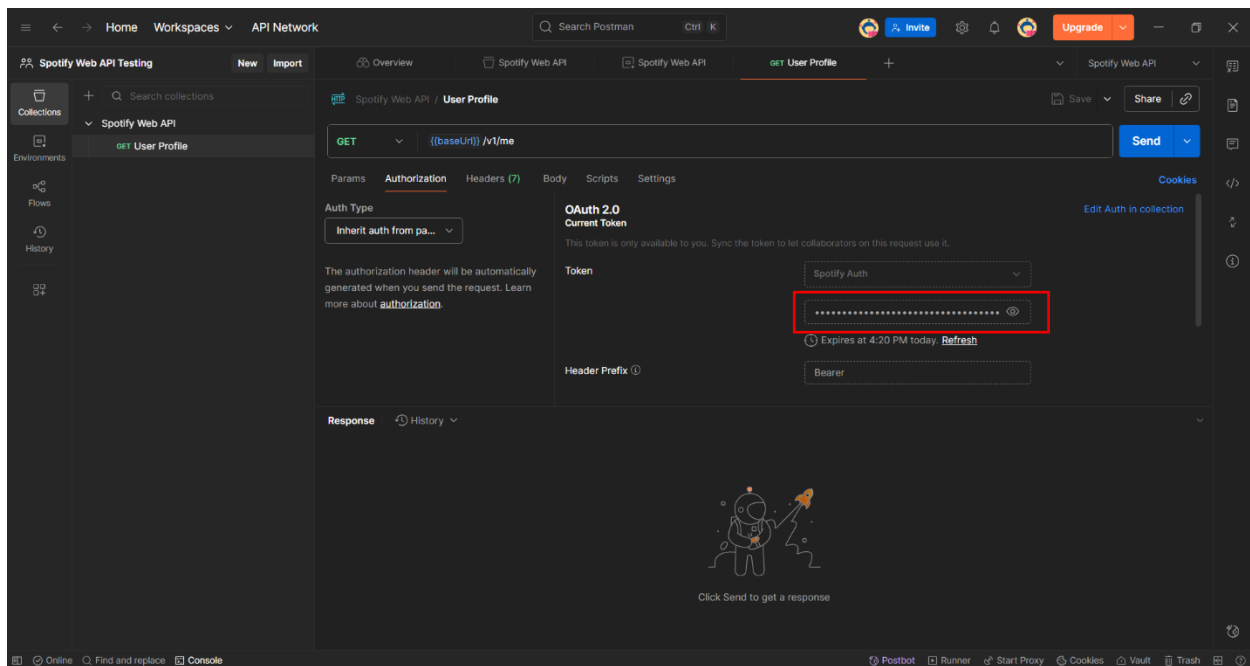 Home Workspaces API Network Search Postman Ctrl K Invite Upgrade
Spotify Web API Testing New Import Overview Spotify Web API Spotify Web API GET User Profile Spotify Web API
Collections
Search collections
Spotify Web API
GET User Profile
Environments
Flows
History
HTTP Spotify Web API / User Profile Save Share
GET {{baseUrl}} /v1/me Send
Params Authorization Headers (7) Body Scripts Settings Cookies
Auth Type
Inherit auth from pa...
The authorization header will be automatically
generated when you send the request. Learn
more about authorization.
OAuth 2.0 Edit Auth in collection
Current Token
This token is only available to you. Sync the token to let collaborators on this request use it.
Token Spotify Auth
Expires at 4:20 PM today. Refresh
Header Prefix Bearer
Response History
Click Send to get a response
Online Find and replace Console Postbot Runner Start Proxy Cookies Vault Trash